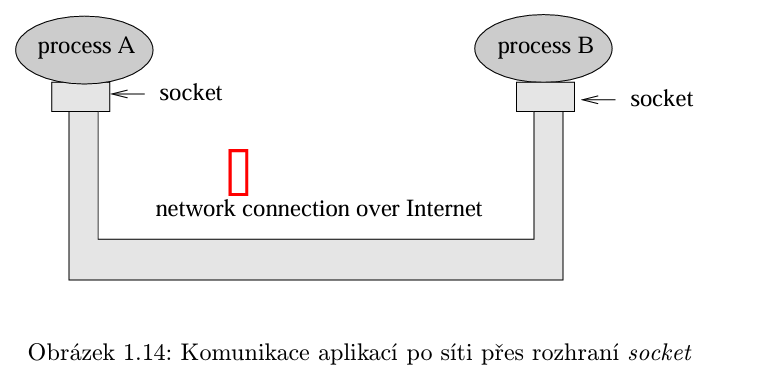 process A
process B
socket
socket
network connection over Internet
Obrázek 1.14: Komunikace aplikací po síti přes rozhraní socket